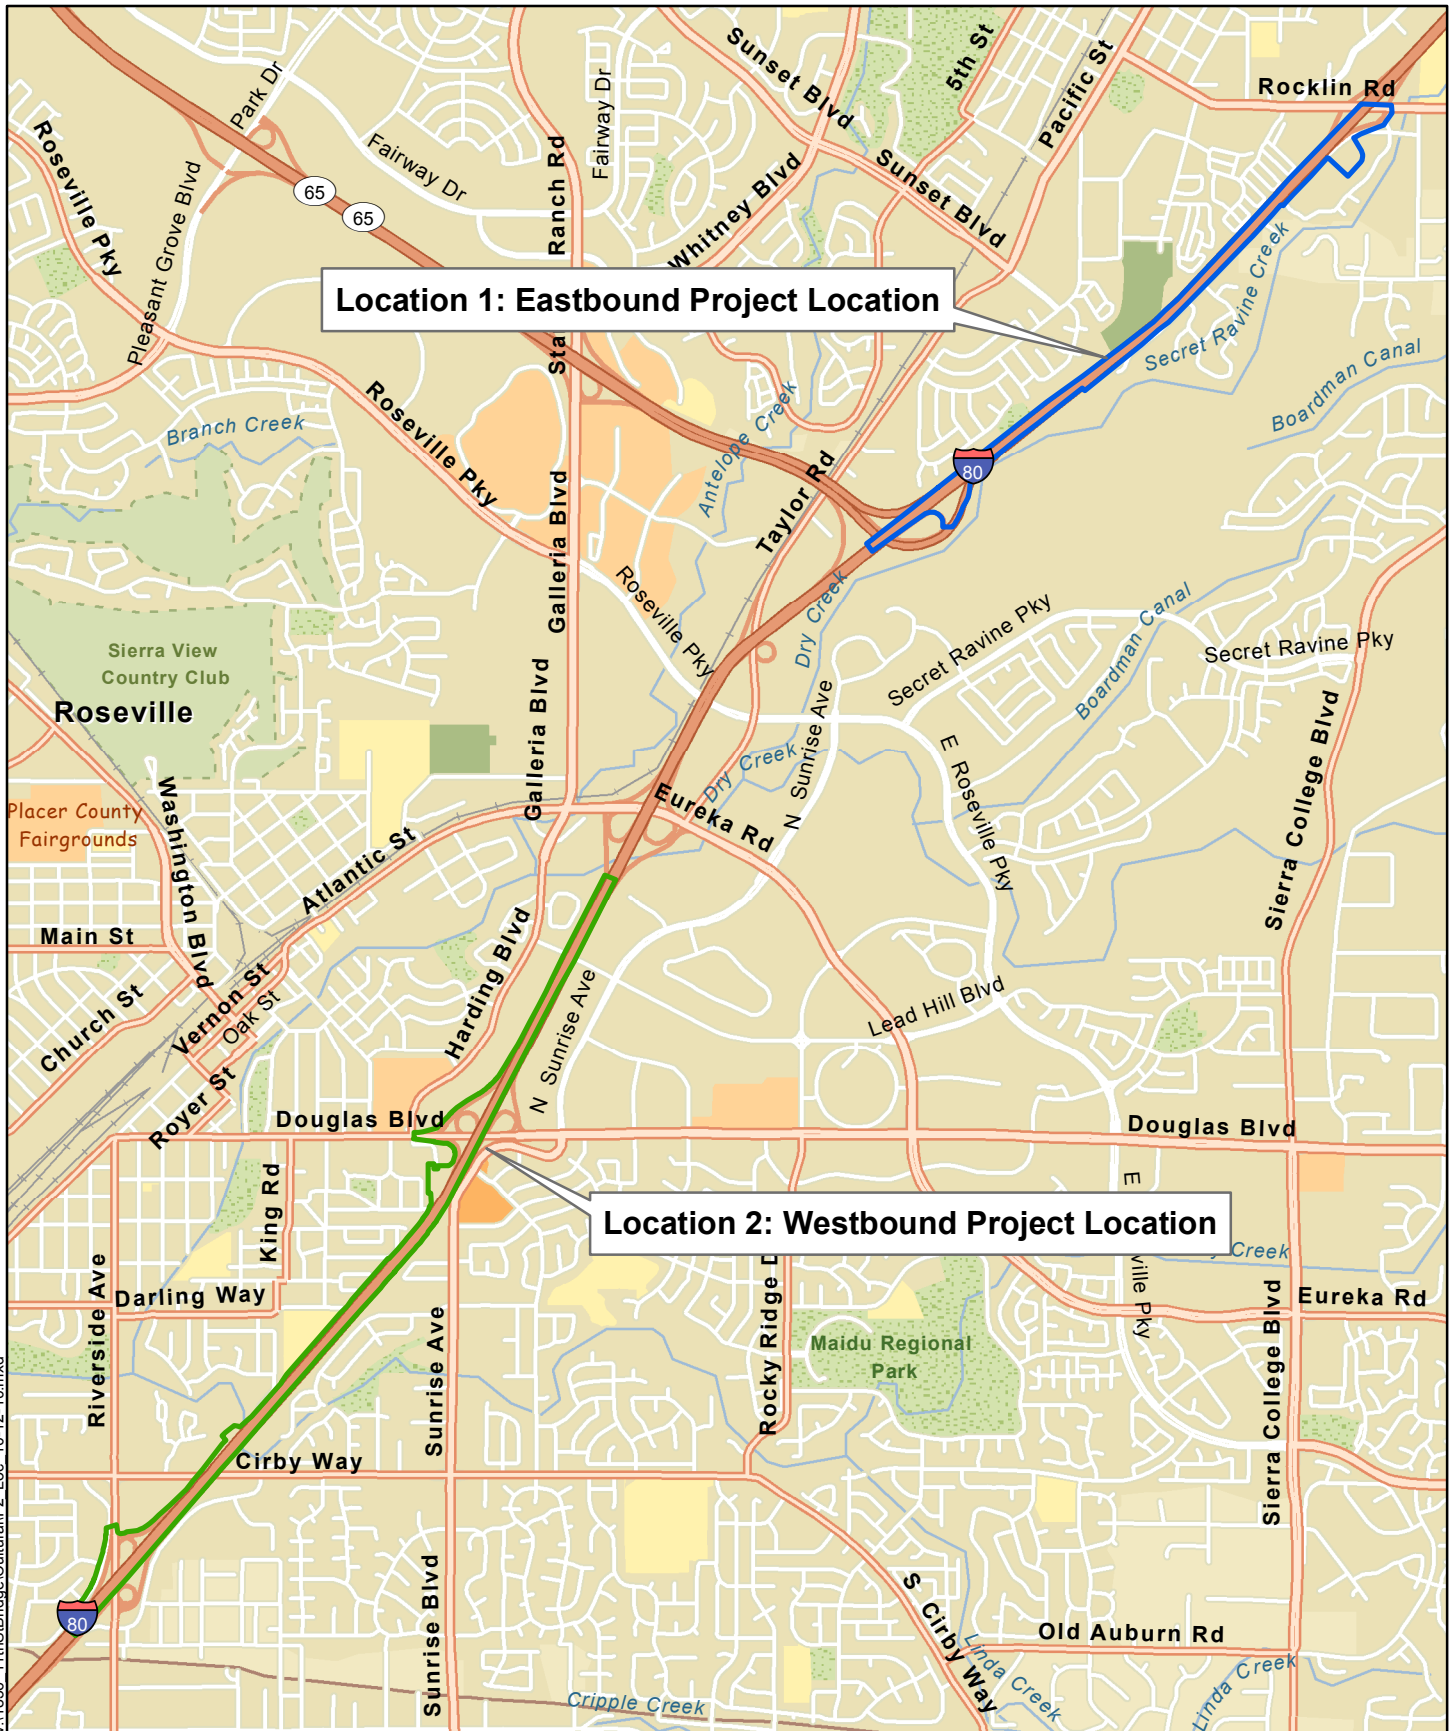 Rocklin Rd
Sunset Blvd
5th St
Pacific St
Park Dr
Fairway Dr
Fairway Dr
Roseville Pky
Pleasant Grove Blvd
65
65
Ranch Rd
Whitney Blvd
Sunset Blvd
Location 1: Eastbound Project Location
Sta
Secret Ravine Creek
Boardman Canal
Branch Creek
Roseville Pky
Antelope Creek
Taylor Rd
80
Galleria Blvd
Roseville Pky
Dry Creek
Secret Ravine Pky
Boardman Canal
Secret Ravine Pky
Sierra View
Country Club
Roseville
Galleria Blvd
N Sunrise Ave
Dry Creek
E Roseville Pky
Sierra College Blvd
Placer County
Fairgrounds
Washington Blvd
Atlantic St
Eureka Rd
Main St
Church St
Vernon St
Oak St
Royer St
Harding Blvd
N Sunrise Ave
Lead Hill Blvd
Douglas Blvd
Douglas Blvd
King Rd
E
Location 2: Westbound Project Location
Creek
ville Pky
Riverside Ave
Darling Way
Sunrise Ave
Rocky Ridge D
Maidu Regional
Park
Eureka Rd
Sierra College Blvd
Cirby Way
80
Sunrise Blvd
S Cirby Way
Old Auburn Rd
Linda Creek
Linda Creek
Cripple Creek